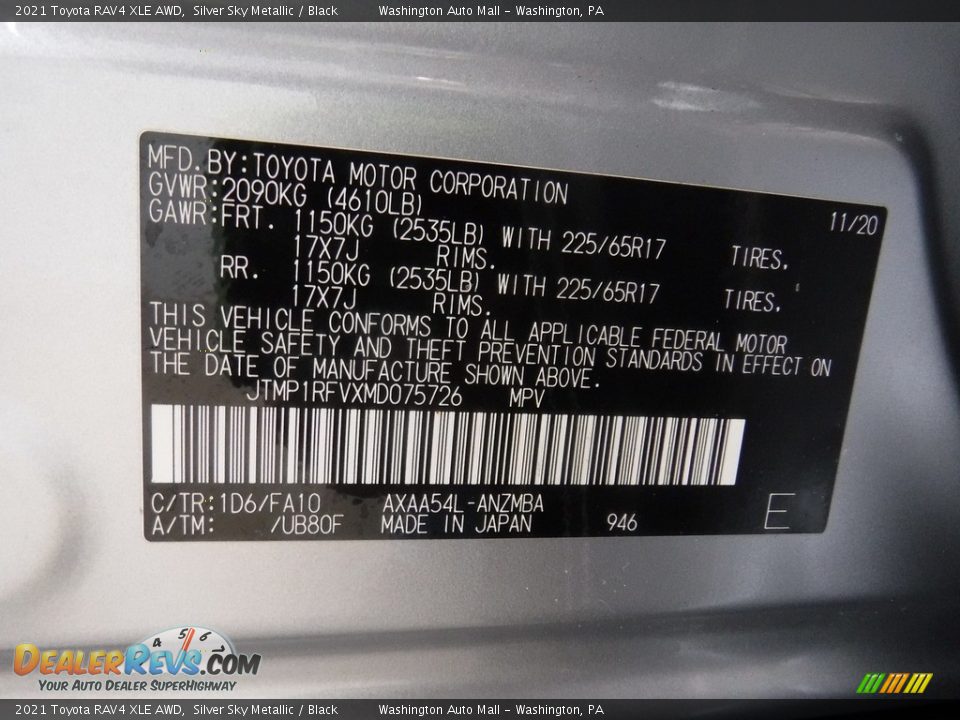 2021 Toyota RAV4 XLE AWD, Silver Sky Metallic / Black Washington Auto Mall - Washington, PA
MFD.BY:TOYOTA MOTOR CORPORATION
GVWR:2090KG (4610LB) 11/20
GAWR:FRT. 1150KG (2535LB) WITH 225/65R17 TIRES.
17X7J RIMS.
RR. 1150KG (2535LB) WITH 225/65R17 TIRES.
17X7J RIMS.
THIS VEHICLE CONFORMS TO ALL APPLICABLE FEDERAL MOTOR
VEHICLE SAFETY AND THEFT PREVENTION STANDARDS IN EFFECT ON
THE DATE OF MANUFACTURE SHOWN ABOVE.
JTMP1RFVXMD075726 MPV
C/TR:1D6/FA10 AXAA54L-ANZMBA
A/TM: /UB80F MADE IN JAPAN 946 E
4 5 6 7
DEALERREVS.COM
YOUR AUTO DEALER SUPERHIGHWAY
2021 Toyota RAV4 XLE AWD, Silver Sky Metallic / Black Washington Auto Mall - Washington, PA